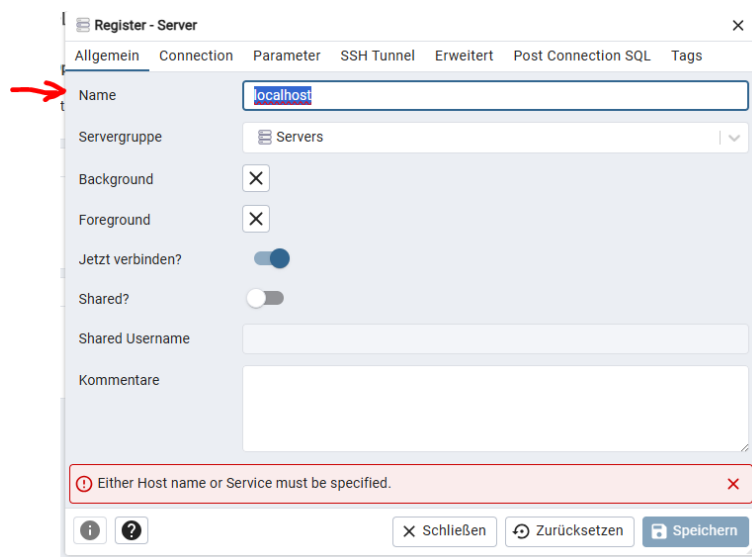 Register - Server
Allgemein Connection Parameter SSH Tunnel Erweitert Post Connection SQL Tags
Name localhost
Servergruppe Servers
Background
Foreground
Jetzt verbinden?
Shared?
Shared Username
Kommentare
Either Host name or Service must be specified.
Schließen Zurücksetzen Speichern